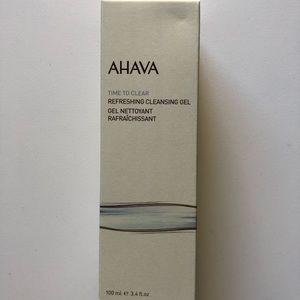 AHAVA
TIME TO CLEAR
REFRESHING CLEANSING GEL
GEL NETTOYANT
RAFRAÎCHISSANT
100 ml ℮ 3.4 fl.oz